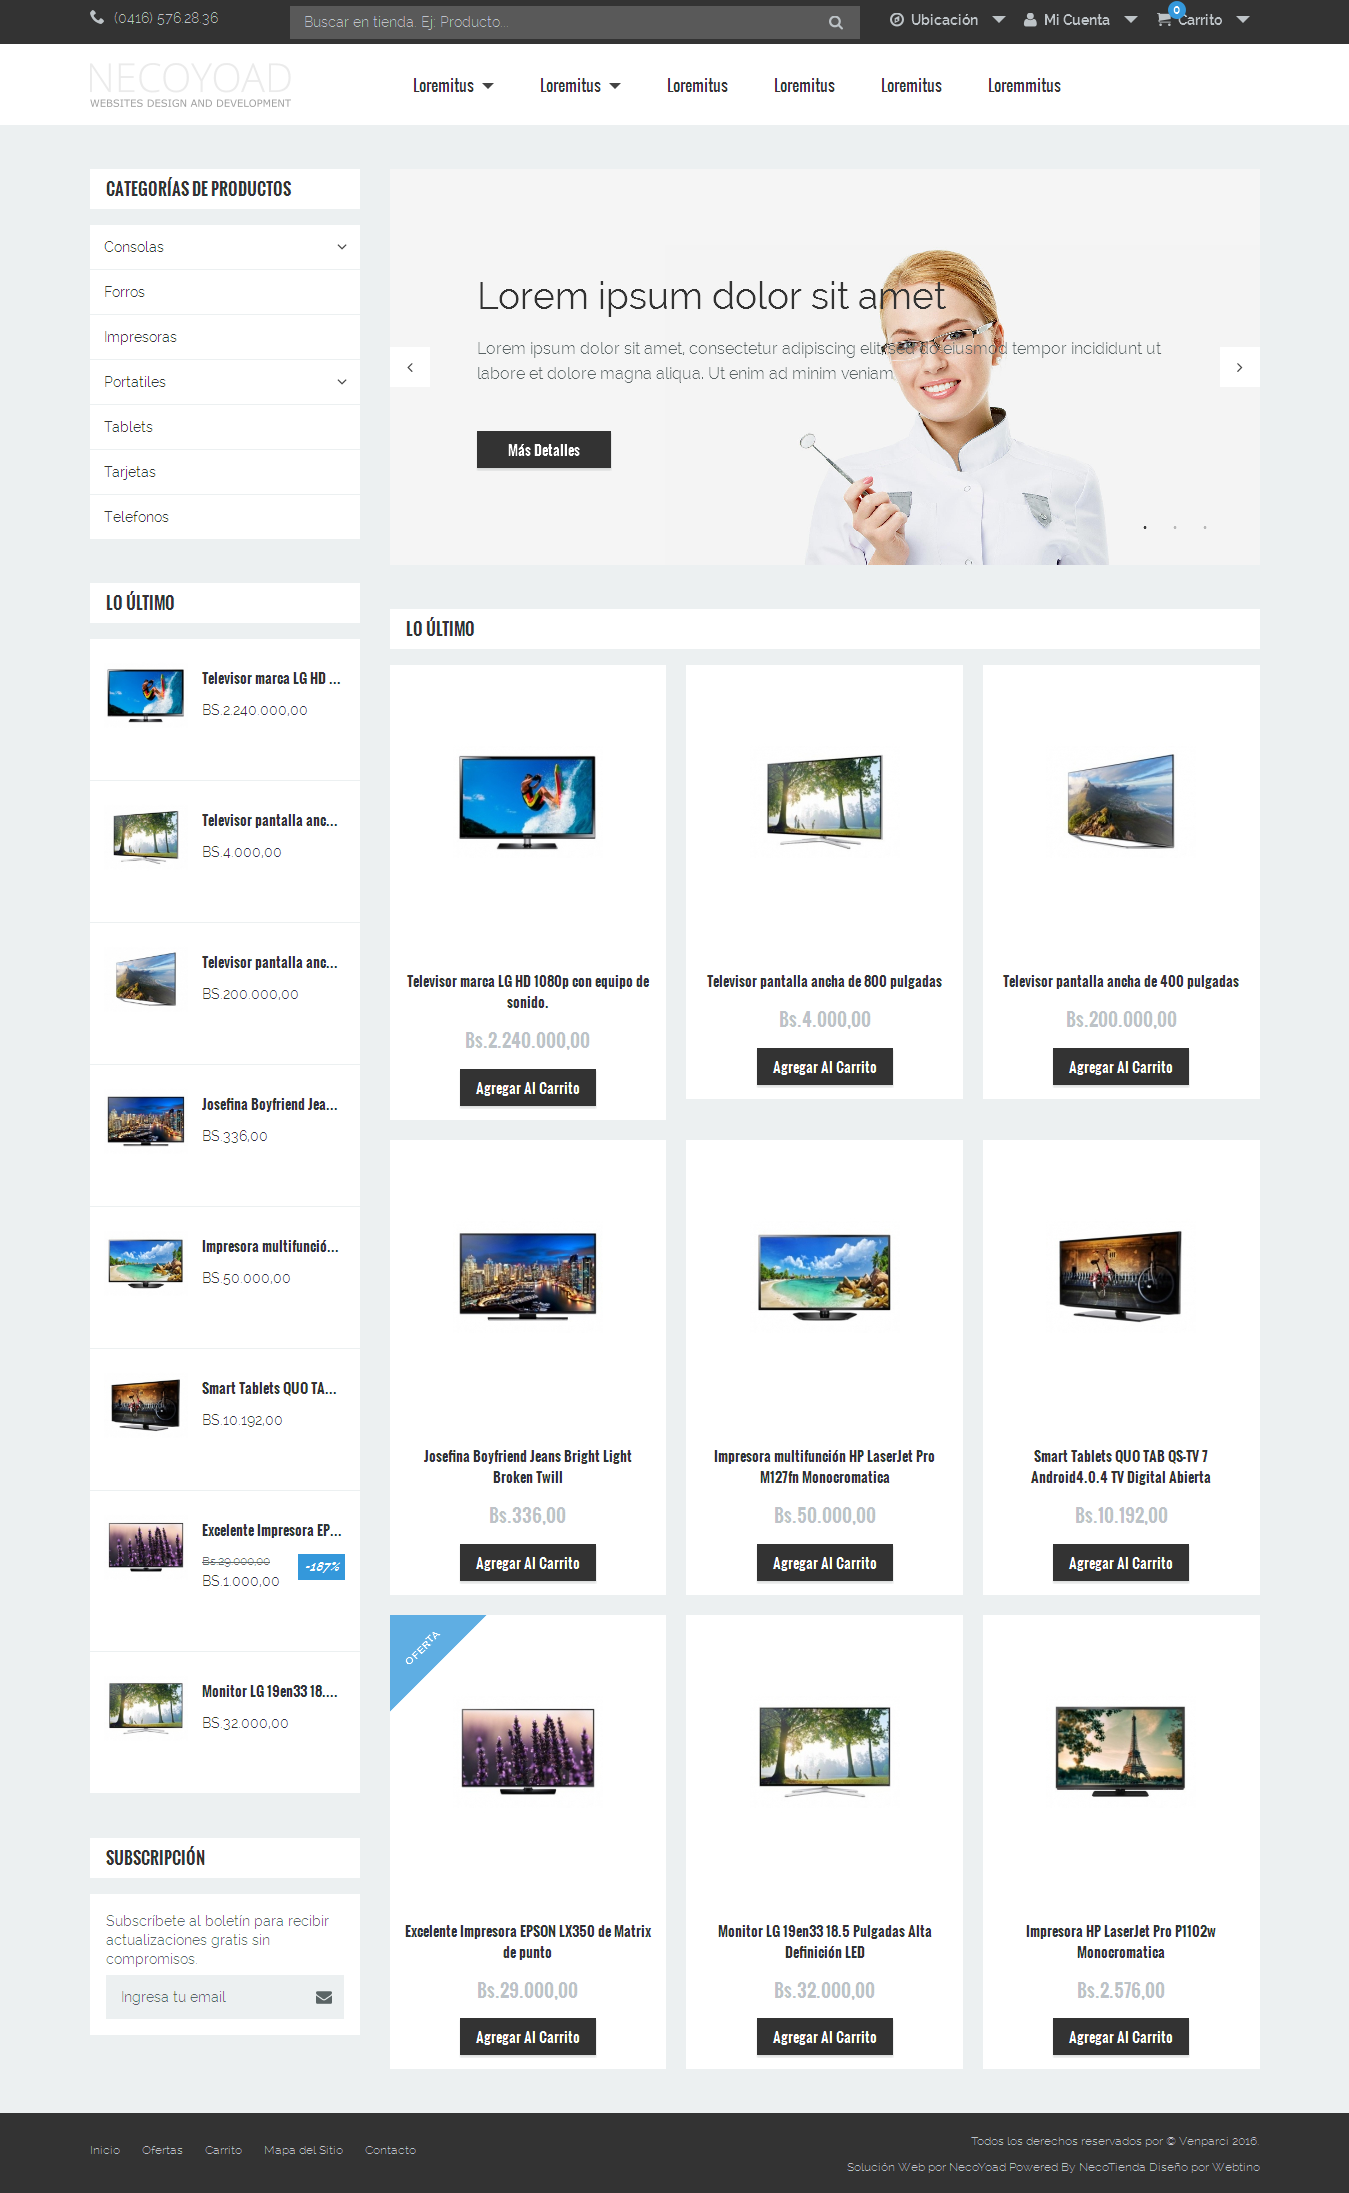 (0416) 576.28.36
Buscar en tienda. Ej: Producto...
Ubicación
Mi Cuenta
0
Carrito
NECOYOAD
WEBSITES DESIGN AND DEVELOPMENT
Loremitus
Loremitus
Loremitus
Loremitus
Loremitus
Loremmitus
CATEGORÍAS DE PRODUCTOS
Consolas
Forros
Impresoras
Portatiles
Tablets
Tarjetas
Telefonos
Lorem ipsum dolor sit amet
Lorem ipsum dolor sit amet, consectetur adipiscing elit, sed do eiusmod tempor incididunt ut
labore et dolore magna aliqua. Ut enim ad minim veniam
Más Detalles
LO ÚLTIMO
Televisor marca LG HD ...
BS.2.240.000,00
Televisor pantalla anc...
BS.4.000,00
Televisor pantalla anc...
BS.200.000,00
Josefina Boyfriend Jea...
BS.336,00
Impresora multifunció...
BS.50.000,00
Smart Tablets QUO TA...
BS.10.192,00
Excelente Impresora EP...
Bs.29.000,00
BS.1.000,00
-187%
Monitor LG 19en33 18....
BS.32.000,00
SUBSCRIPCIÓN
Subscríbete al boletín para recibir
actualizaciones gratis sin
compromisos.
Ingresa tu email
LO ÚLTIMO
Televisor marca LG HD 1080p con equipo de
sonido.
Bs.2.240.000,00
Agregar Al Carrito
Televisor pantalla ancha de 800 pulgadas
Bs.4.000,00
Agregar Al Carrito
Televisor pantalla ancha de 400 pulgadas
Bs.200.000,00
Agregar Al Carrito
Josefina Boyfriend Jeans Bright Light
Broken Twill
Bs.336,00
Agregar Al Carrito
Impresora multifunción HP LaserJet Pro
M127fn Monocromatica
Bs.50.000,00
Agregar Al Carrito
Smart Tablets QUO TAB QS-TV 7
Android4.0.4 TV Digital Abierta
Bs.10.192,00
Agregar Al Carrito
OFERTA
Excelente Impresora EPSON LX350 de Matrix
de punto
Bs.29.000,00
Agregar Al Carrito
Monitor LG 19en33 18.5 Pulgadas Alta
Definición LED
Bs.32.000,00
Agregar Al Carrito
Impresora HP LaserJet Pro P1102w
Monocromatica
Bs.2.576,00
Agregar Al Carrito
Inicio
Ofertas
Carrito
Mapa del Sitio
Contacto
Todos los derechos reservados por © Venparci 2016.
Solución Web por NecoYoad Powered By NecoTienda Diseño por Webtino